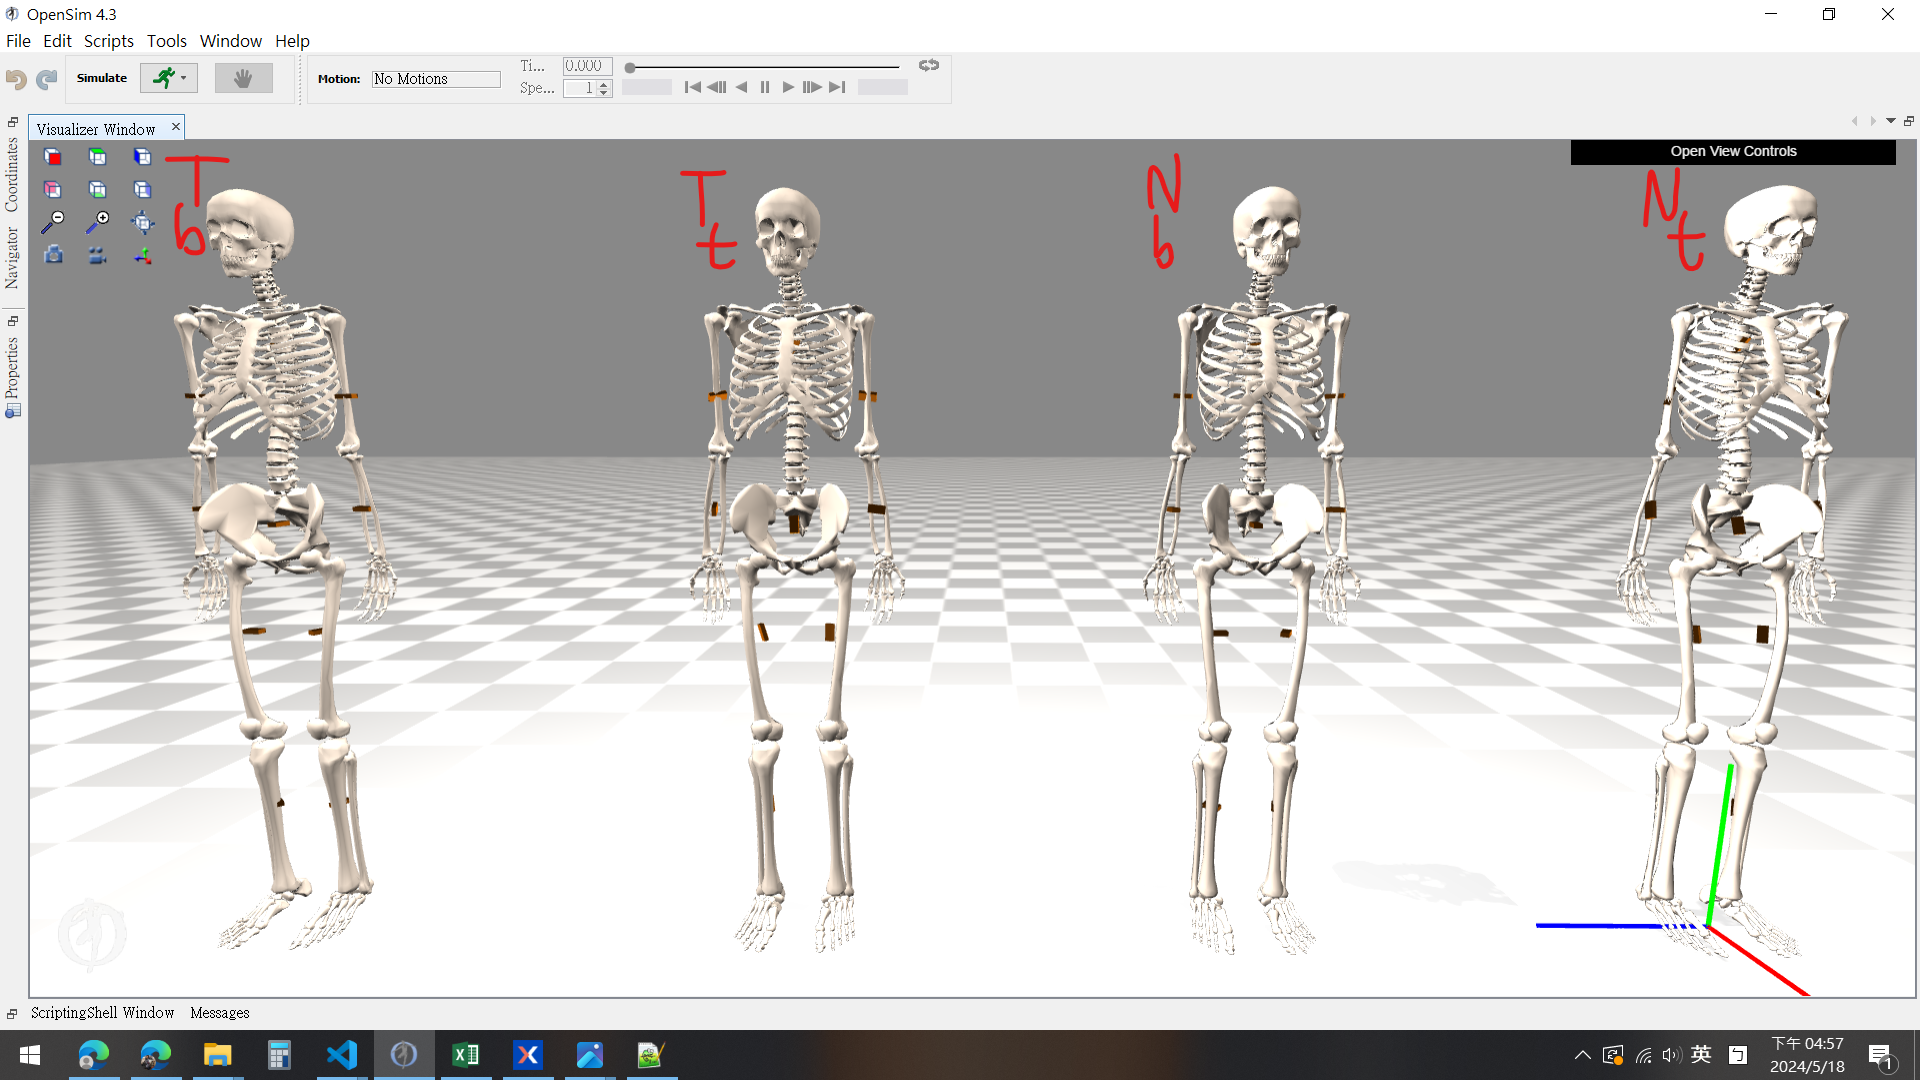 OpenSim 4.3
File Edit Scripts Tools Window Help
Simulate
Motion: No Motions
Ti... 0.000
Spe... 1
Coordinates
Navigator
Properties
Visualizer Window
Open View Controls
T
b
T
t
N
b
N
t
ScriptingShell Window Messages
英
下午 04:57
2024/5/18
1